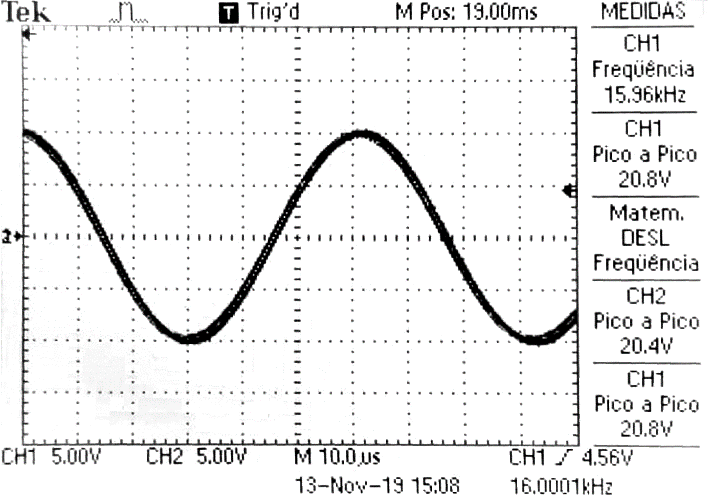 Tek T Trig'd M Pos: 19.00ms MEDIDAS
CH1
Freqüência
15.96kHz
CH1
Pico a Pico
20.8V
Matem.
DESL
Freqüência
CH2
Pico a Pico
20.4V
CH1
Pico a Pico
20.8V
2
CH1 5.00V CH2 5.00V M 10.0µs CH1 4.56V
13-Nov-19 15:08 16.0001kHz